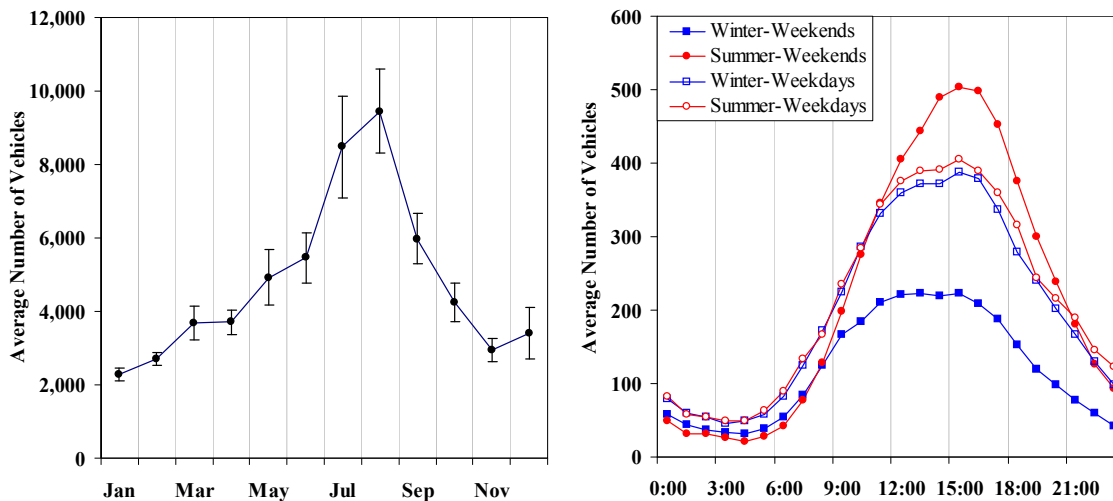 Average Number of Vehicles
12,000
10,000
8,000
6,000
4,000
2,000
0
Jan Mar May Jul Sep Nov
Average Number of Vehicles
600
500
400
300
200
100
0
Winter-Weekends
Summer-Weekends
Winter-Weekdays
Summer-Weekdays
0:00 3:00 6:00 9:00 12:00 15:00 18:00 21:00